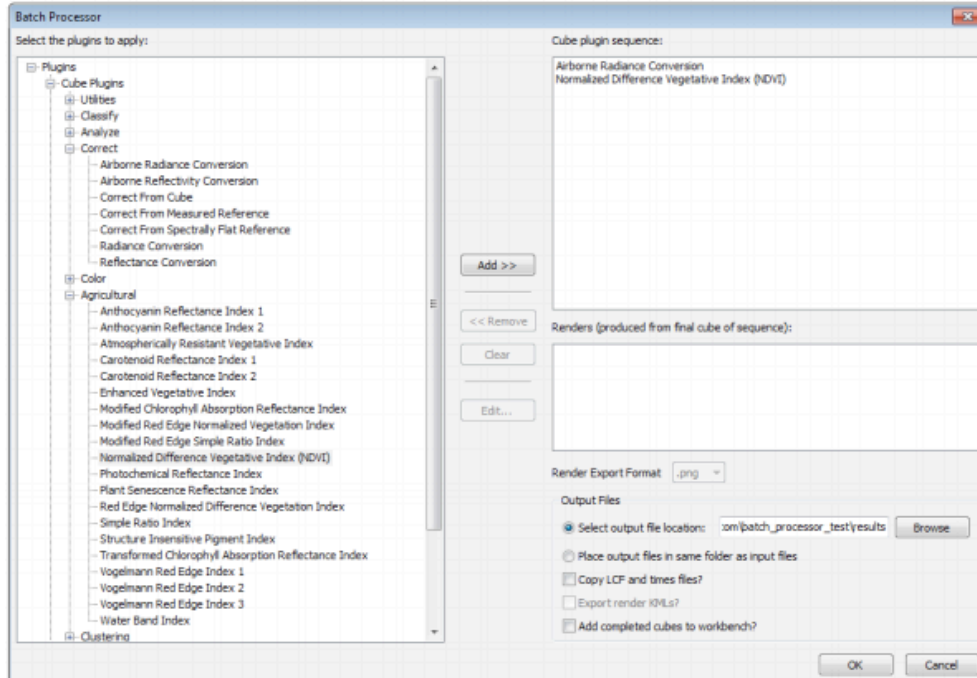 Batch Processor
Select the plugins to apply:
Plugins
Cube Plugins
Utilities
Classify
Analyze
Correct
Airborne Radiance Conversion
Airborne Reflectivity Conversion
Correct From Cube
Correct From Measured Reference
Correct From Spectrally Flat Reference
Radiance Conversion
Reflectance Conversion
Color
Agricultural
Anthocyanin Reflectance Index 1
Anthocyanin Reflectance Index 2
Atmospherically Resistant Vegetative Index
Carotenoid Reflectance Index 1
Carotenoid Reflectance Index 2
Enhanced Vegetative Index
Modified Chlorophyll Absorption Reflectance Index
Modified Red Edge Normalized Vegetation Index
Modified Red Edge Simple Ratio Index
Normalized Difference Vegetative Index (NDVI)
Photochemical Reflectance Index
Plant Senescence Reflectance Index
Red Edge Normalized Difference Vegetation Index
Simple Ratio Index
Structure Insensitive Pigment Index
Transformed Chlorophyll Absorption Reflectance Index
Vogelmann Red Edge Index 1
Vogelmann Red Edge Index 2
Vogelmann Red Edge Index 3
Water Band Index
Clustering
Add >>
<< Remove
Clear
Edit...
Cube plugin sequence:
Airborne Radiance Conversion
Normalized Difference Vegetative Index (NDVI)
Renders (produced from final cube of sequence):
Render Export Format .png
Output Files
Select output file location: :om\batch_processor_test\results Browse
Place output files in same folder as input files
Copy LCF and times files?
Export render KMLs?
Add completed cubes to workbench?
OK Cancel